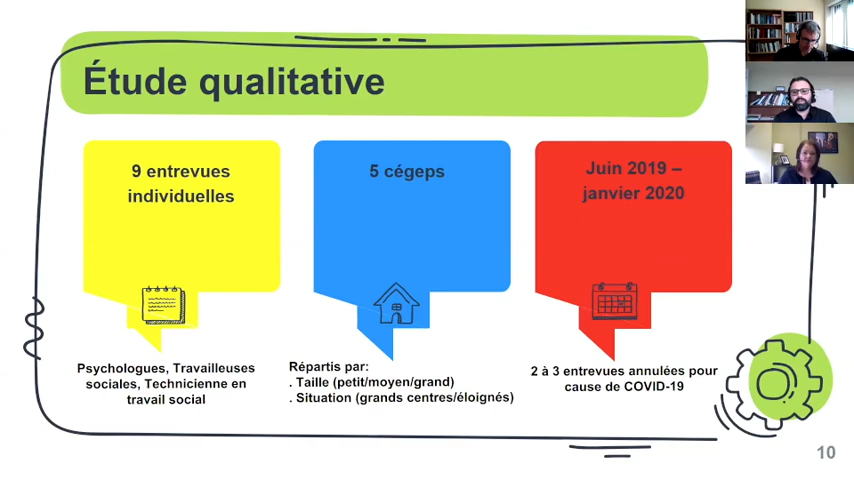 Étude qualitative
9 entrevues
individuelles
5 cégeps
Juin 2019 –
janvier 2020
Psychologues, Travailleuses
sociales, Technicienne en
travail social
Répartis par:
. Taille (petit/moyen/grand)
. Situation (grands centres/éloignés)
2 à 3 entrevues annulées pour
cause de COVID-19
10